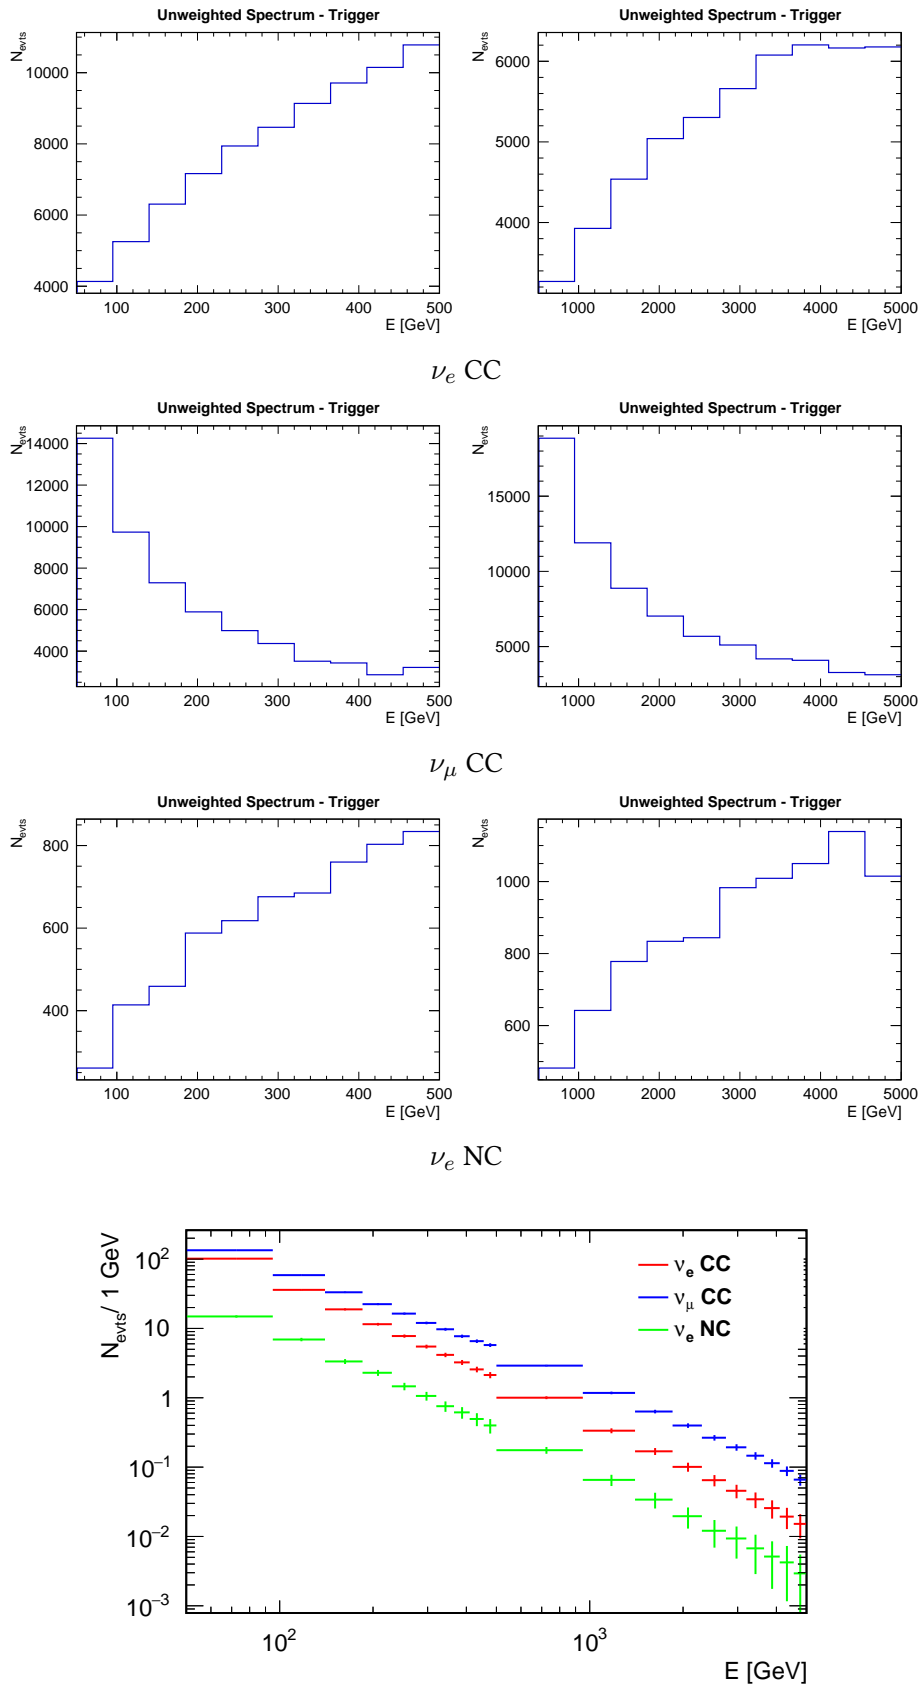 Unweighted Spectrum - Trigger
N_evts
10000
8000
6000
4000
100 200 300 400 500
E [GeV]
Unweighted Spectrum - Trigger
N_evts
6000
5000
4000
1000 2000 3000 4000 5000
E [GeV]
ν_e CC
Unweighted Spectrum - Trigger
N_evts
14000
12000
10000
8000
6000
4000
100 200 300 400 500
E [GeV]
Unweighted Spectrum - Trigger
N_evts
15000
10000
5000
1000 2000 3000 4000 5000
E [GeV]
ν_μ CC
Unweighted Spectrum - Trigger
N_evts
800
600
400
100 200 300 400 500
E [GeV]
Unweighted Spectrum - Trigger
N_evts
1000
800
600
1000 2000 3000 4000 5000
E [GeV]
ν_e NC
N_evts/ 1 GeV
10^2
10
1
10^−1
10^−2
10^−3
ν_e CC
ν_μ CC
ν_e NC
10^2 10^3
E [GeV]